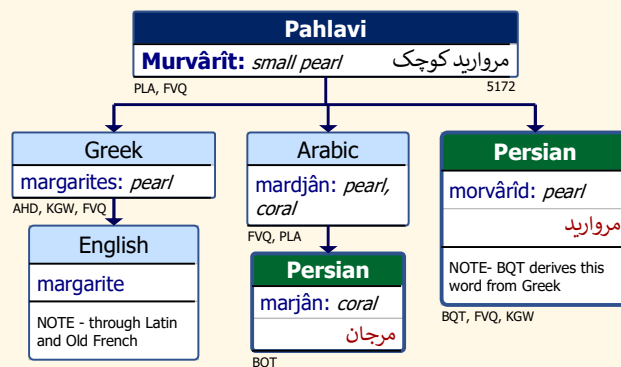 Pahlavi
Murvârît: small pearl مروارید کوچک
PLA, FVQ 5172
Greek
margarites: pearl
AHD, KGW, FVQ
English
margarite
NOTE - through Latin
and Old French
Arabic
mardjân: pearl,
coral
FVQ, PLA
Persian
marjân: coral
مرجان
BQT
Persian
morvârîd: pearl
مروارید
NOTE- BQT derives this
word from Greek
BQT, FVQ, KGW